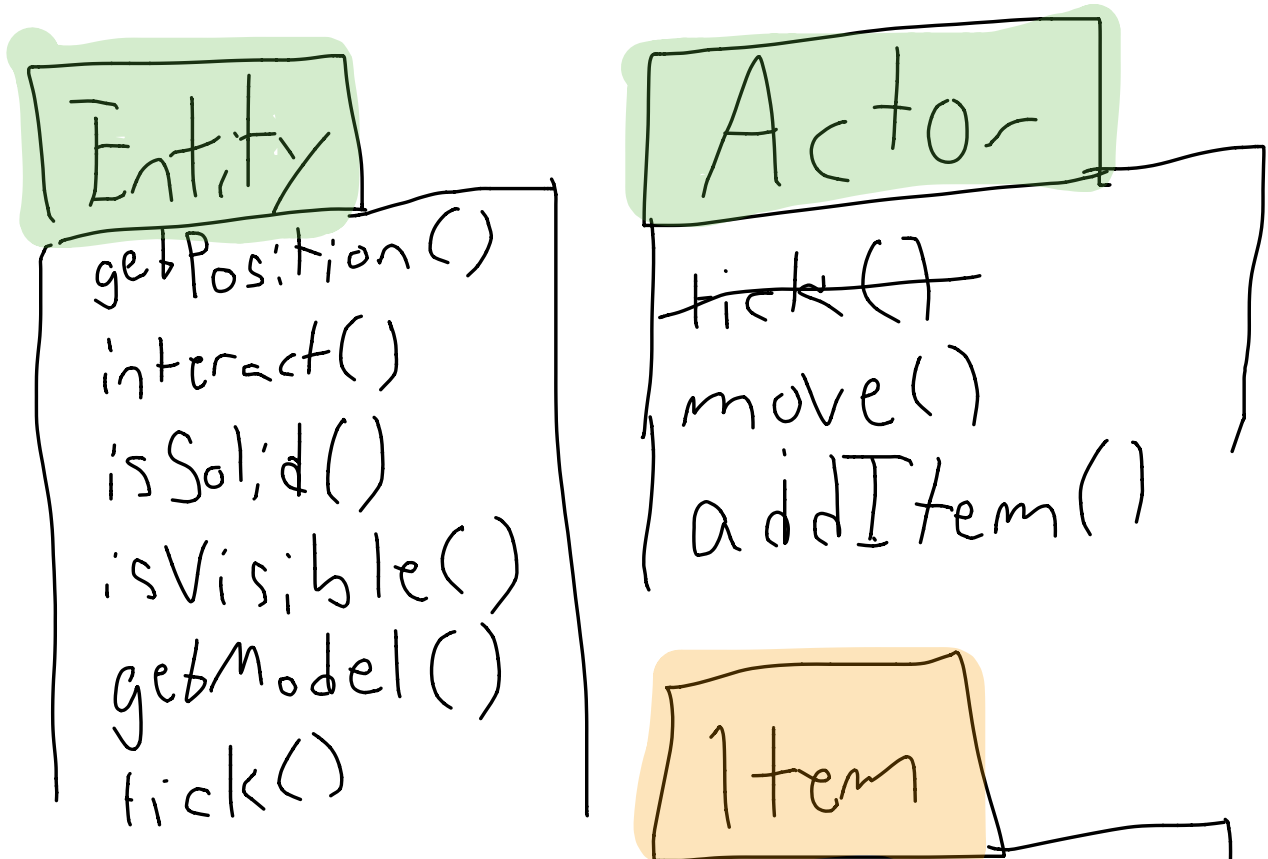 Entity
getPosition()
interact()
isSolid()
isVisible()
getModel()
tick()
Actor
tick()
move()
addItem()
Item